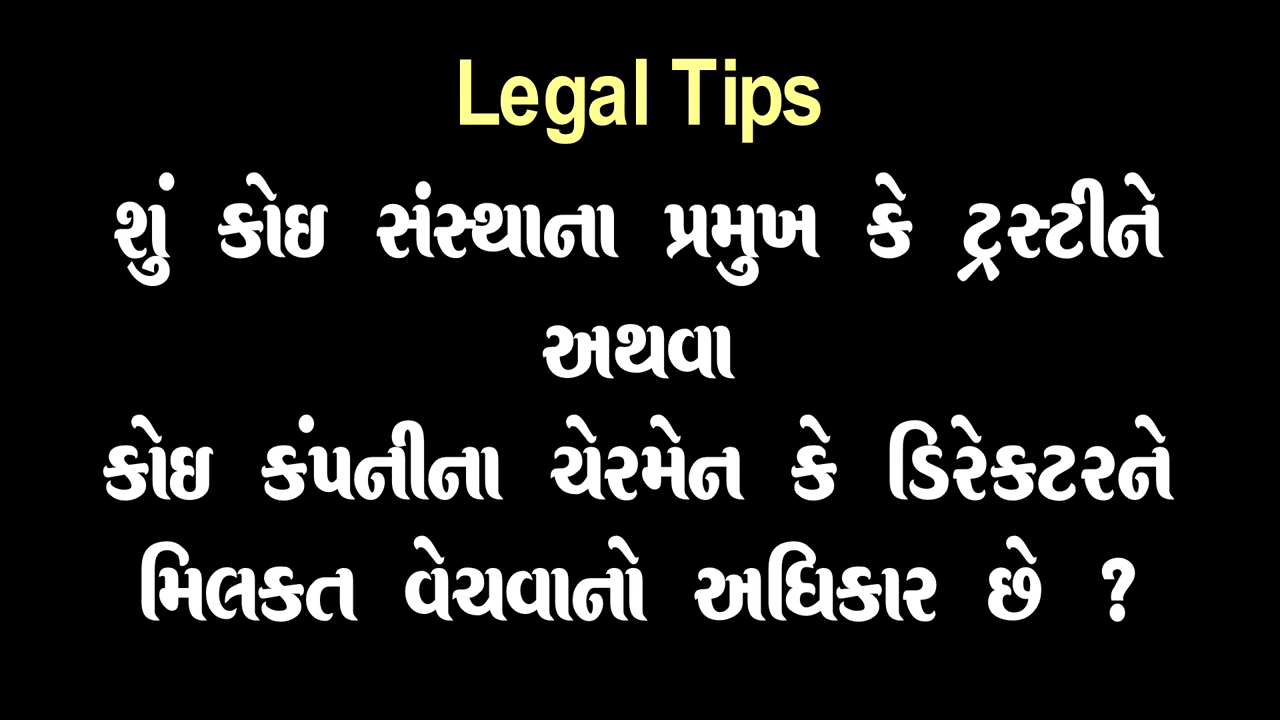 Legal Tips
શું કોઇ સંસ્થાના પ્રમુખ કે ટ્રસ્ટીને
અથવા
કોઇ કંપનીના ચેરમેન કે ડિરેકટરને
મિલકત વેચવાનો અધિકાર છે ?